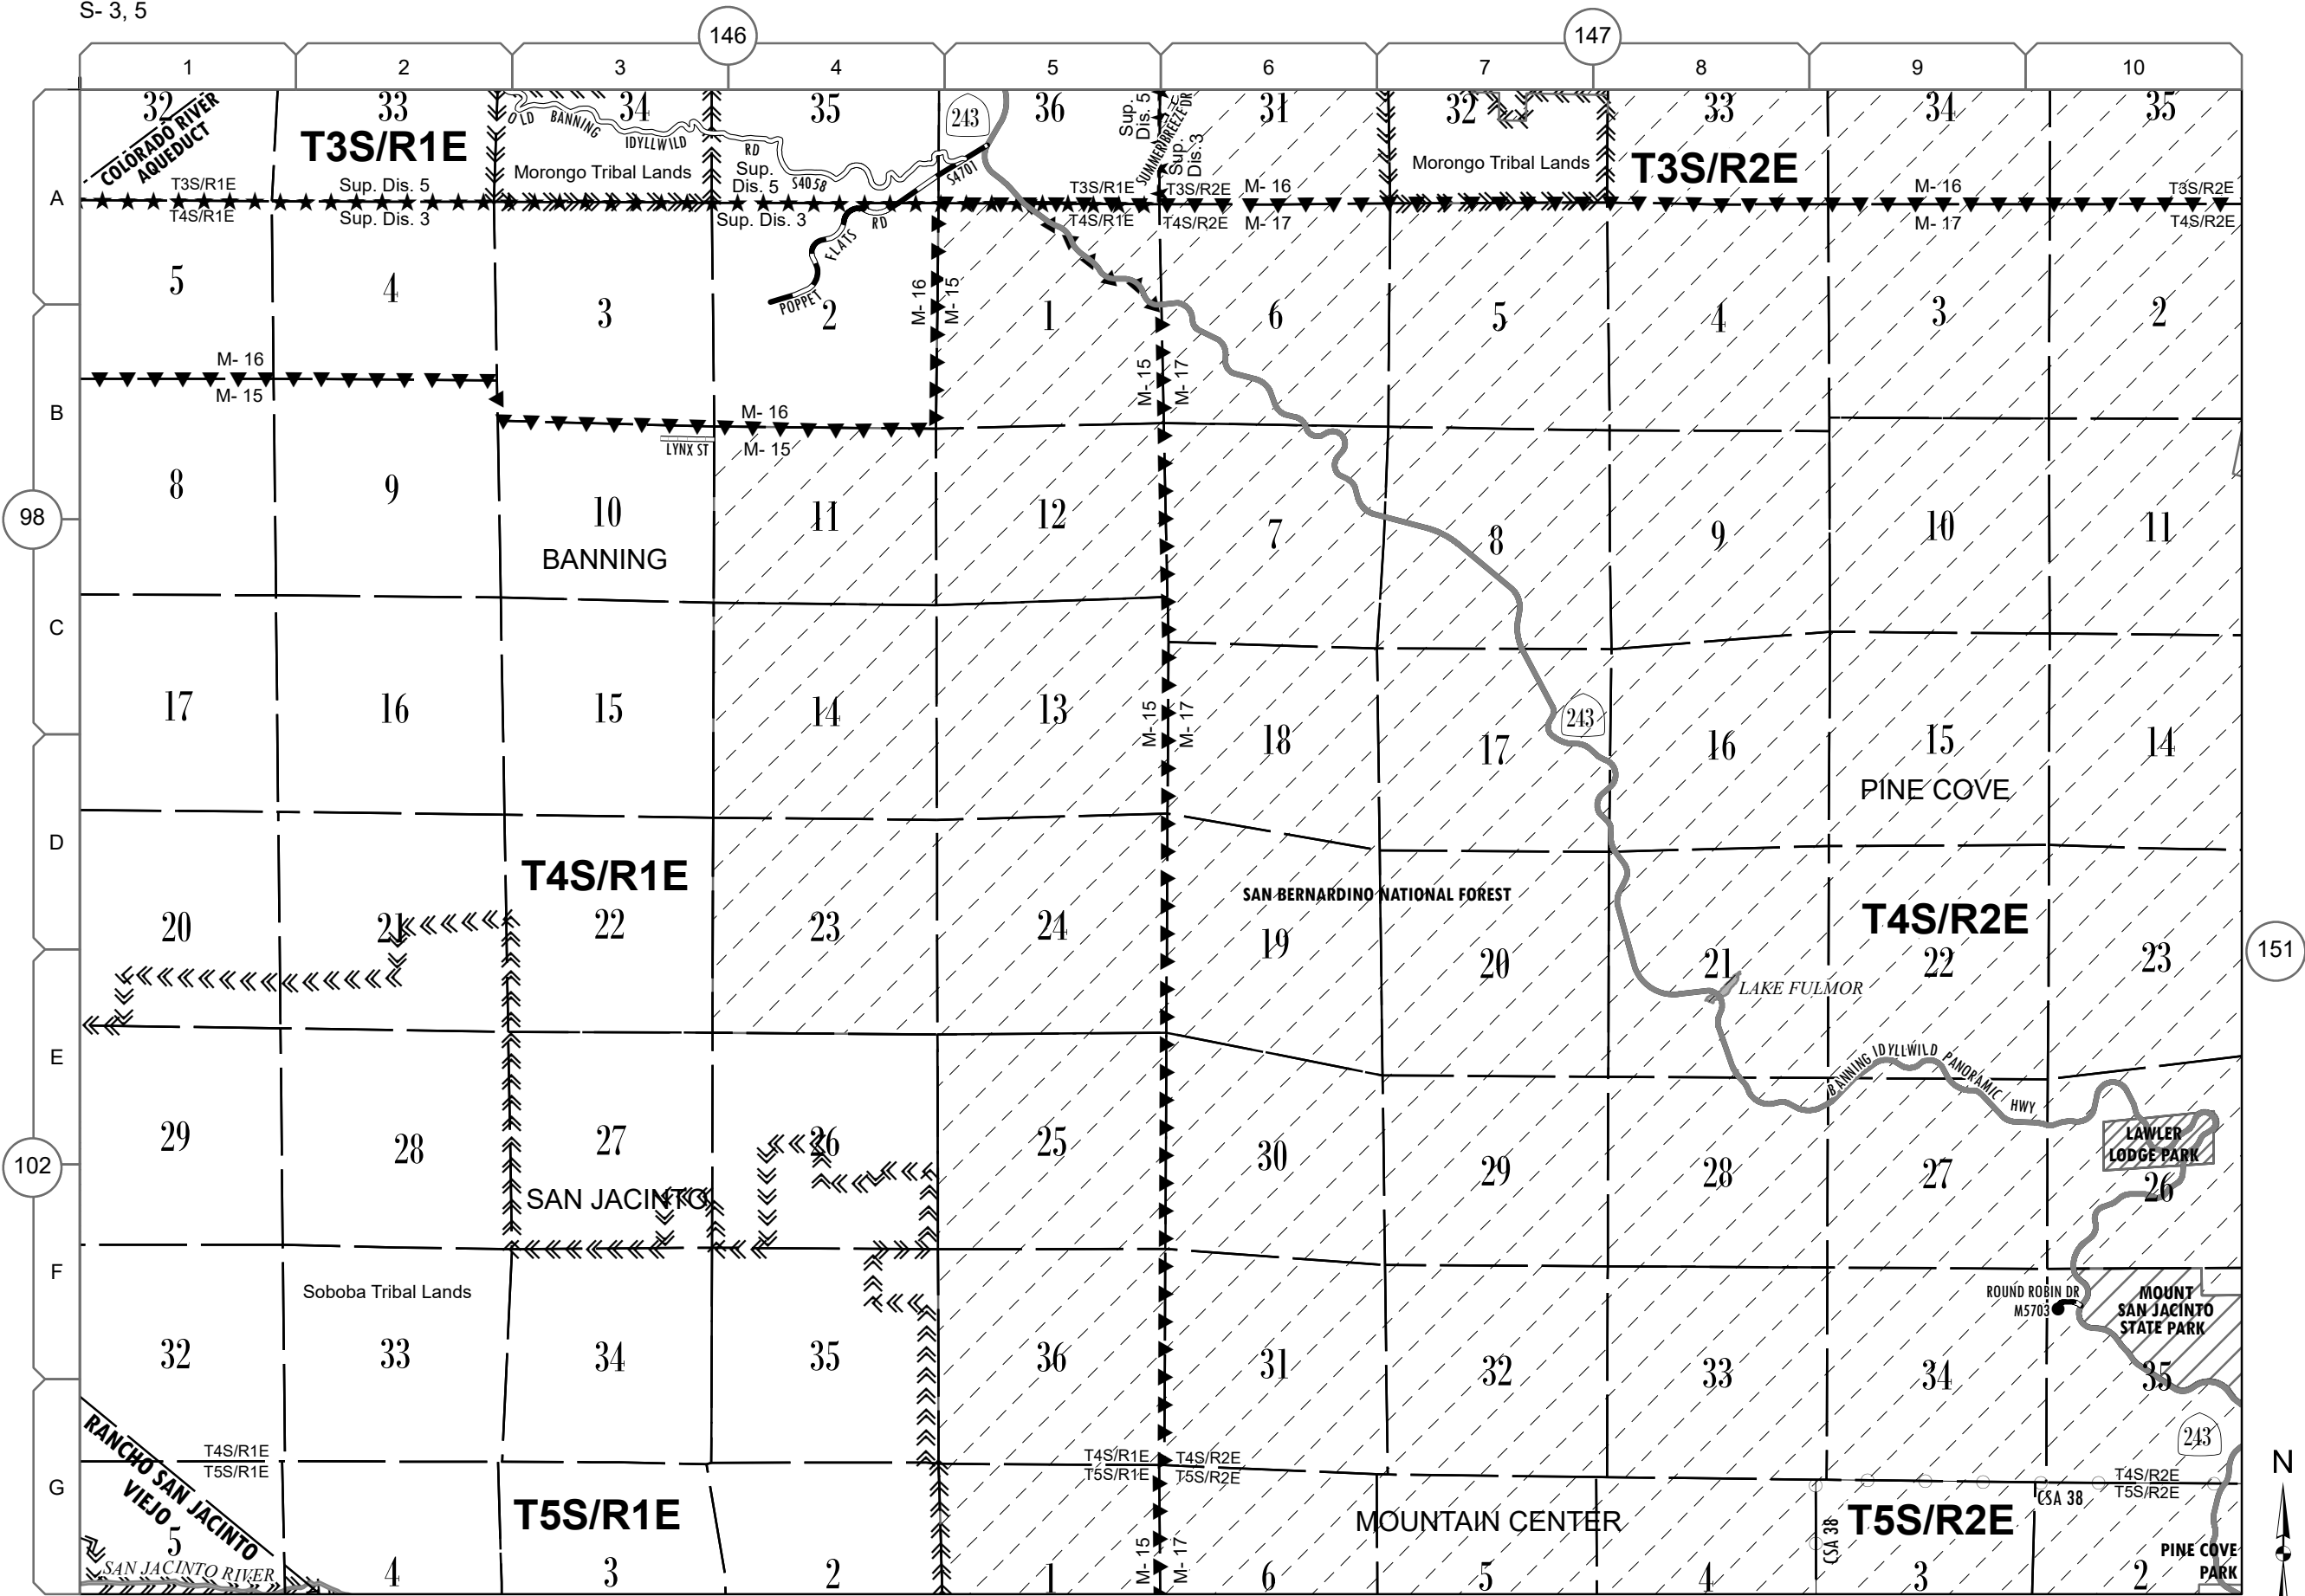 S- 3, 5
146
147
1 2 3 4 5 6 7 8 9 10
A
32 33 34 35 36 31 32 33 34 35
COLORADO RIVER
AQUEDUCT
T3S/R1E
OLD BANNING IDYLLWILD RD
243
Sup.
Dis. 5
SUMMERBREEZE DR
Sup.
Dis. 3
Morongo Tribal Lands
Sup.
Dis. 5
S4058
S4701
Morongo Tribal Lands
T3S/R2E
T3S/R1E
T4S/R1E
Sup. Dis. 5
Sup. Dis. 3
Sup. Dis. 3
T3S/R1E
T4S/R1E
T3S/R2E
T4S/R2E
M- 16
M- 17
M- 16
M- 17
T3S/R2E
T4S/R2E
POPPET FLATS RD
5 4 3 2 1 6 5 4 3 2
M- 16
M- 15
B
M- 16
M- 15
M- 15
M- 17
M- 16
M- 15
LYNX ST
98
8 9 10 11 12 7 8 9 10 11
BANNING
C
17 16 15 14 13 18 17 16 15 14
M- 15
M- 17
243
PINE COVE
D
T4S/R1E
SAN BERNARDINO NATIONAL FOREST
T4S/R2E
20 21 22 23 24 19 20 21 22 23
151
LAKE FULMOR
E
BANNING IDYLLWILD PANORAMIC HWY
29 28 27 26 25 30 29 28 27 26
LAWLER
LODGE PARK
102
SAN JACINTO
F
Soboba Tribal Lands
ROUND ROBIN DR
M5703
MOUNT
SAN JACINTO
STATE PARK
32 33 34 35 36 31 32 33 34 35
RANCHO SAN JACINTO
VIEJO
243
T4S/R1E
T5S/R1E
T4S/R1E
T5S/R1E
T4S/R2E
T5S/R2E
T4S/R2E
T5S/R2E
N
G
T5S/R1E
MOUNTAIN CENTER
CSA 38
T5S/R2E
CSA 38
M- 15
M- 17
PINE COVE
PARK
SAN JACINTO RIVER
5 4 3 2 1 6 5 4 3 2